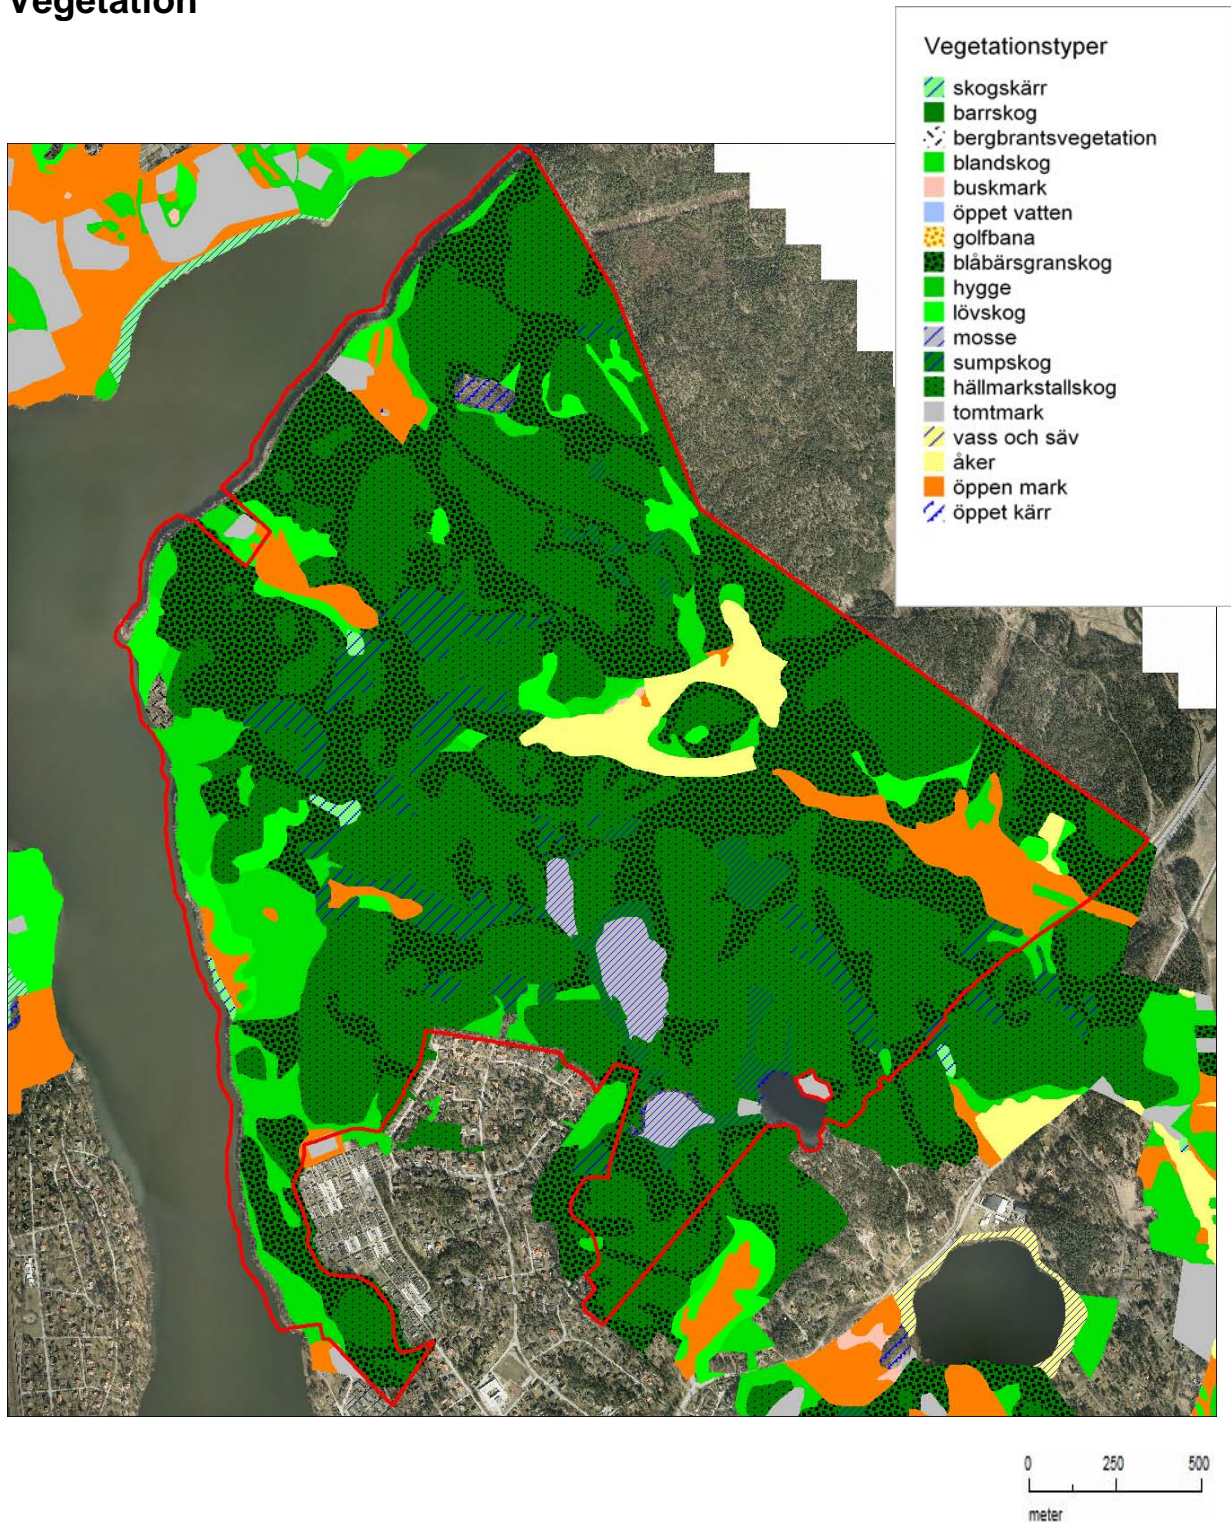 Vegetation
Vegetationstyper
skogskärr
barrskog
bergbrantsvegetation
blandskog
buskmark
öppet vatten
golfbana
blåbärsgranskog
hygge
lövskog
mosse
sumpskog
hällmarkstallskog
tomtmark
vass och säv
åker
öppen mark
öppet kärr
0 250 500
meter